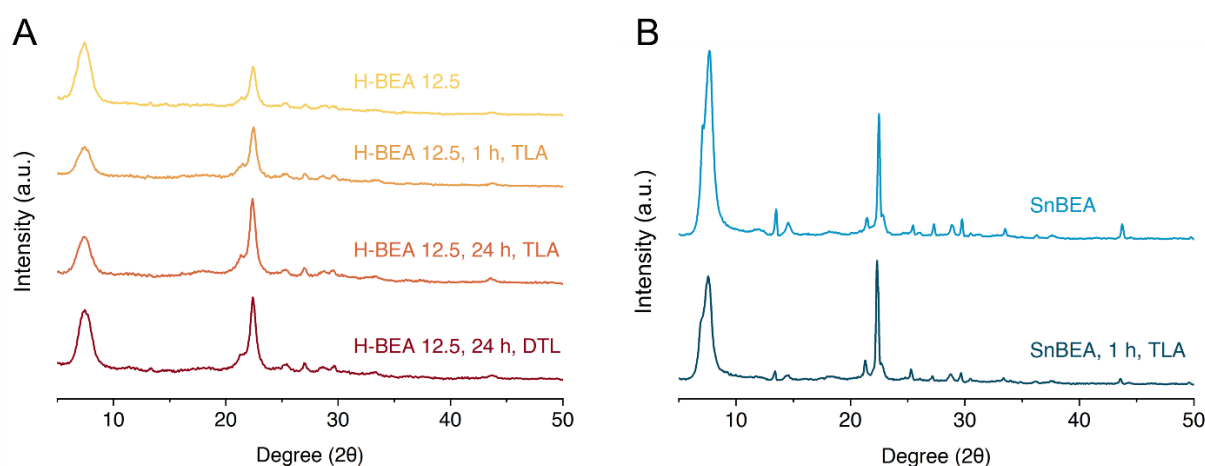 A
H-BEA 12.5
H-BEA 12.5, 1 h, TLA
H-BEA 12.5, 24 h, TLA
H-BEA 12.5, 24 h, DTL
Intensity (a.u.)
10 20 30 40 50
Degree (2θ)
B
SnBEA
SnBEA, 1 h, TLA
Intensity (a.u.)
10 20 30 40 50
Degree (2θ)